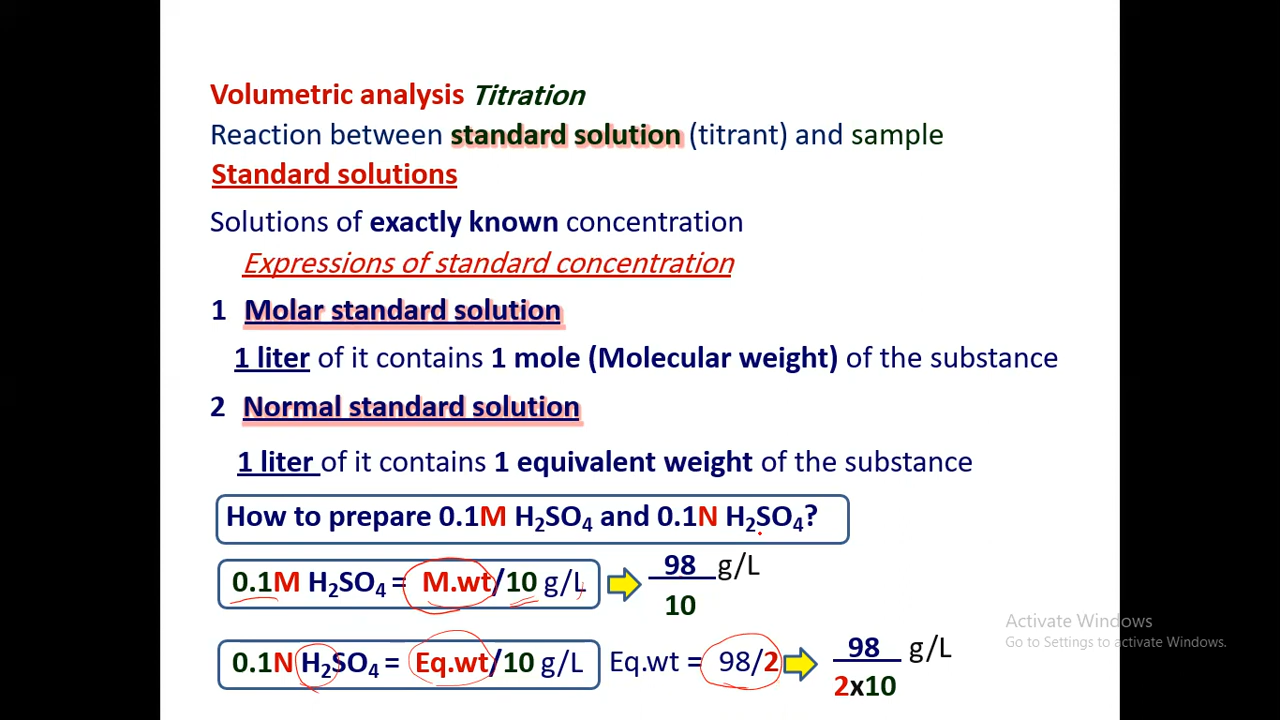 Volumetric analysis Titration
Reaction between standard solution (titrant) and sample
Standard solutions
Solutions of exactly known concentration
Expressions of standard concentration
1 Molar standard solution
1 liter of it contains 1 mole (Molecular weight) of the substance
2 Normal standard solution
1 liter of it contains 1 equivalent weight of the substance
How to prepare 0.1M H₂SO₄ and 0.1N H₂SO₄?
0.1M H₂SO₄ = M.wt/10 g/L
98 g/L
10
Activate Windows
Go to Settings to activate Windows.
0.1N H₂SO₄ = Eq.wt/10 g/L Eq.wt = 98/2
98 g/L
2x10